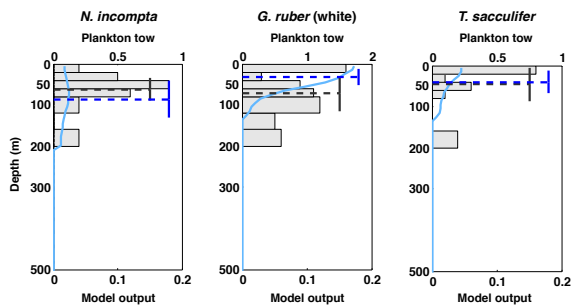 N. incompta
Plankton tow
0 0.5 1
0
50
100
200
300
500
Depth (m)
0 0.1 0.2
Model output
G. ruber (white)
Plankton tow
0 1 2
0
50
100
200
300
500
0 0.1 0.2
Model output
T. sacculifer
Plankton tow
0 0.5 1
0
50
100
200
300
500
0 0.1 0.2
Model output